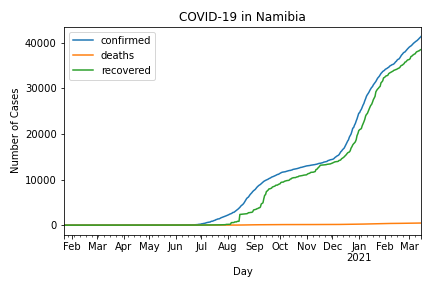 COVID-19 in Namibia
confirmed
deaths
recovered
Number of Cases
40000
30000
20000
10000
0
Feb Mar Apr May Jun Jul Aug Sep Oct Nov Dec Jan Feb Mar
2021
Day